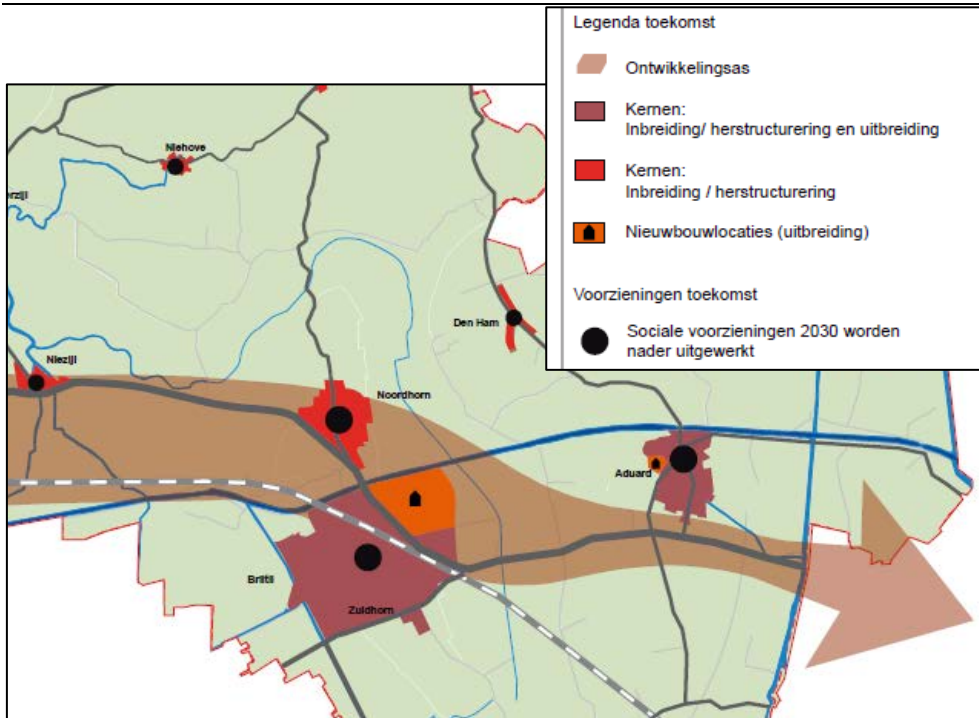 Legenda toekomst
Ontwikkelingsas
Kernen:
Inbreiding/ herstructurering en uitbreiding
Kernen:
Inbreiding / herstructurering
Nieuwbouwlocaties (uitbreiding)
Voorzieningen toekomst
Sociale voorzieningen 2030 worden
nader uitgewerkt
Niehove
erzijl
Den Ham
Niezijl
Noordhorn
Aduard
Briltil
Zuidhorn